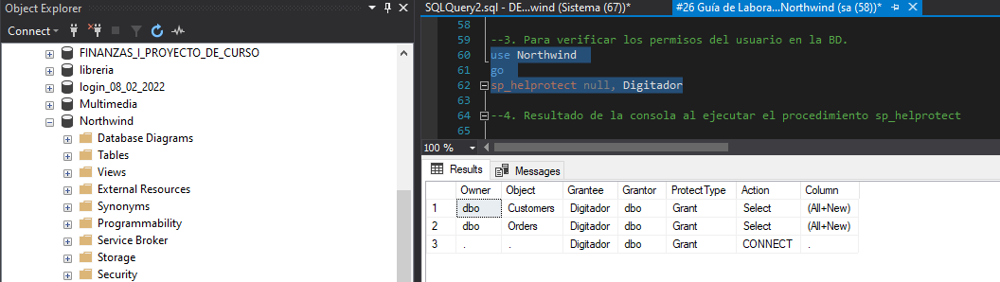 Object Explorer
Connect
FINANZAS_I_PROYECTO_DE_CURSO
libreria
login_08_02_2022
Multimedia
Northwind
Database Diagrams
Tables
Views
External Resources
Synonyms
Programmability
Service Broker
Storage
Security
SQLQuery2.sql - DE...wind (Sistema (67))*
#26 Guía de Labora...Northwind (sa (58))*
58
59 --3. Para verificar los permisos del usuario en la BD.
60 use Northwind
61 go
62 sp_helprotect null, Digitador
63
64 --4. Resultado de la consola al ejecutar el procedimiento sp_helprotect
65
100 %
Results Messages
Owner Object Grantee Grantor ProtectType Action Column
1 dbo Customers Digitador dbo Grant Select (All+New)
2 dbo Orders Digitador dbo Grant Select (All+New)
3 . . Digitador dbo Grant CONNECT .